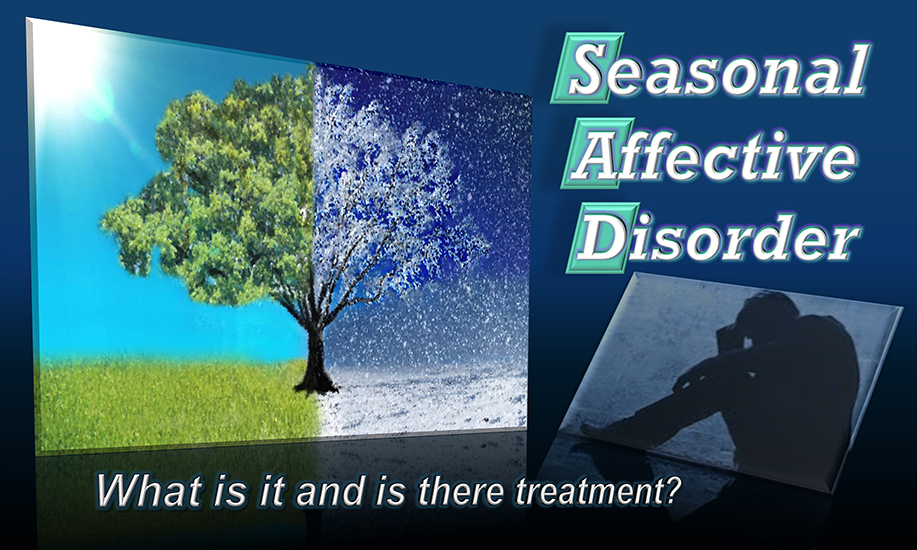 Seasonal
Affective
Disorder
What is it and is there treatment?